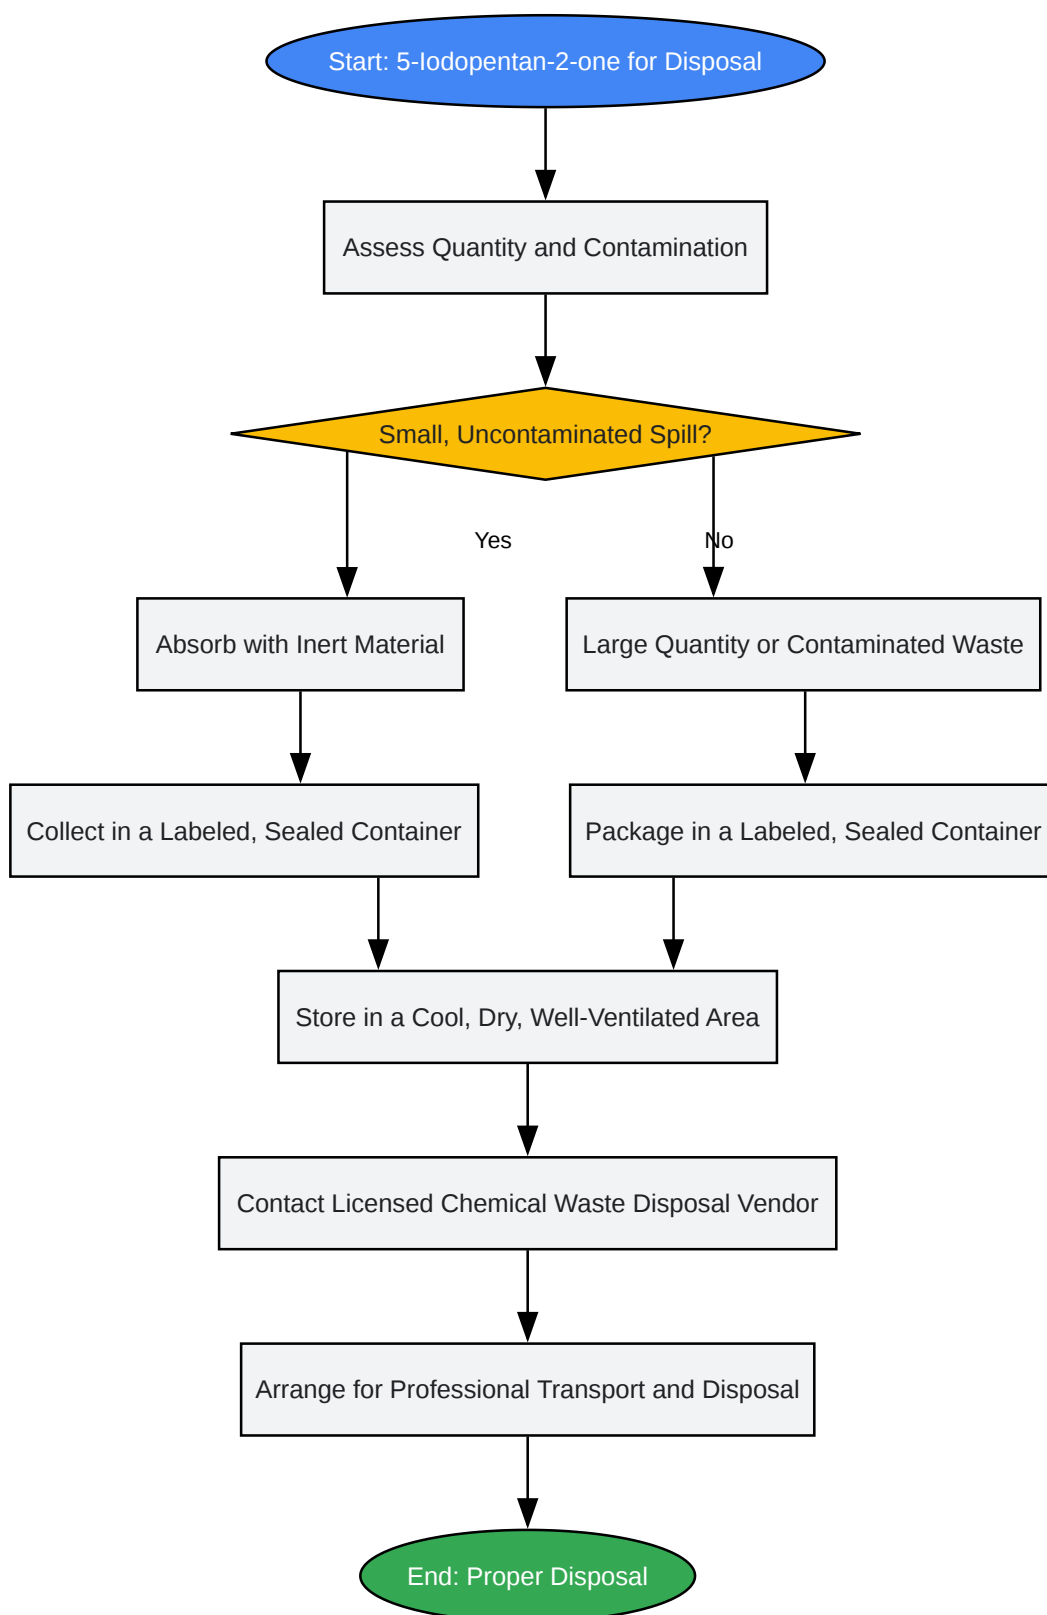 Start: 5-Iodopentan-2-one for Disposal
Assess Quantity and Contamination
Small, Uncontaminated Spill?
Yes
No
Absorb with Inert Material
Large Quantity or Contaminated Waste
Collect in a Labeled, Sealed Container
Package in a Labeled, Sealed Container
Store in a Cool, Dry, Well-Ventilated Area
Contact Licensed Chemical Waste Disposal Vendor
Arrange for Professional Transport and Disposal
End: Proper Disposal